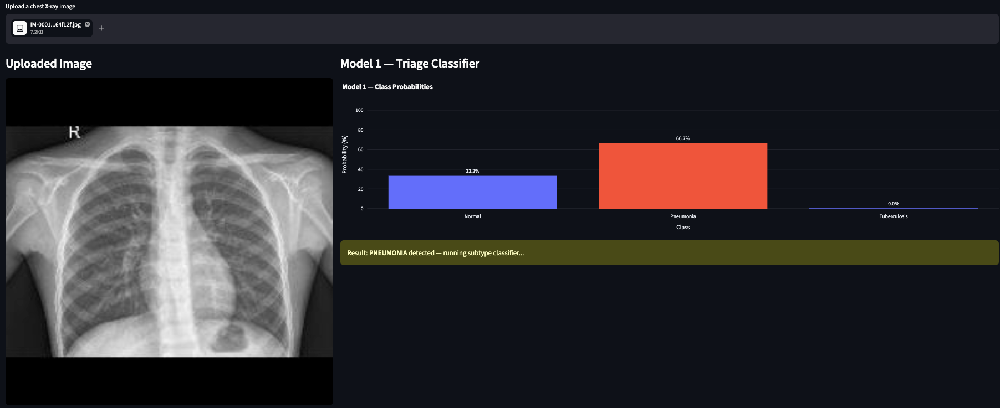 Upload a chest X-ray image
IM-0001...64f12f.jpg
7.2KB
Uploaded Image
R
Model 1 — Triage Classifier
Model 1 — Class Probabilities
Probability (%)
100
80
60
40
20
0
33.3%
66.7%
0.0%
Normal
Pneumonia
Tuberculosis
Class
Result: PNEUMONIA detected — running subtype classifier...